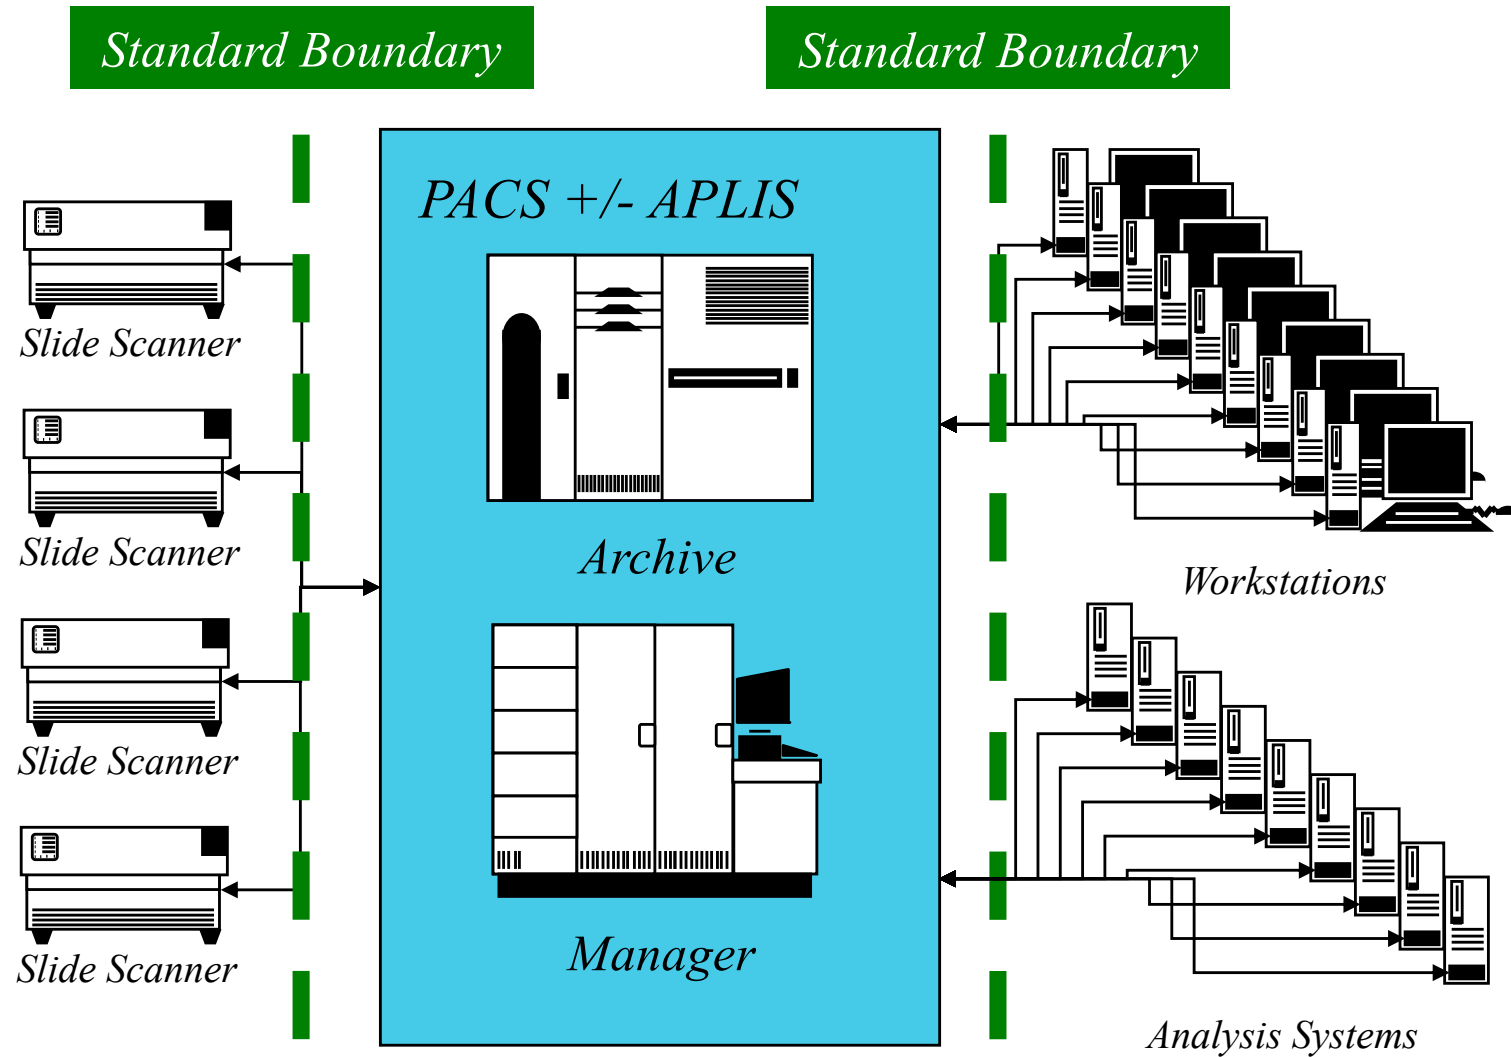 Standard Boundary
Standard Boundary
PACS +/- APLIS
Slide Scanner
Slide Scanner
Archive
Workstations
Slide Scanner
Manager
Slide Scanner
Analysis Systems